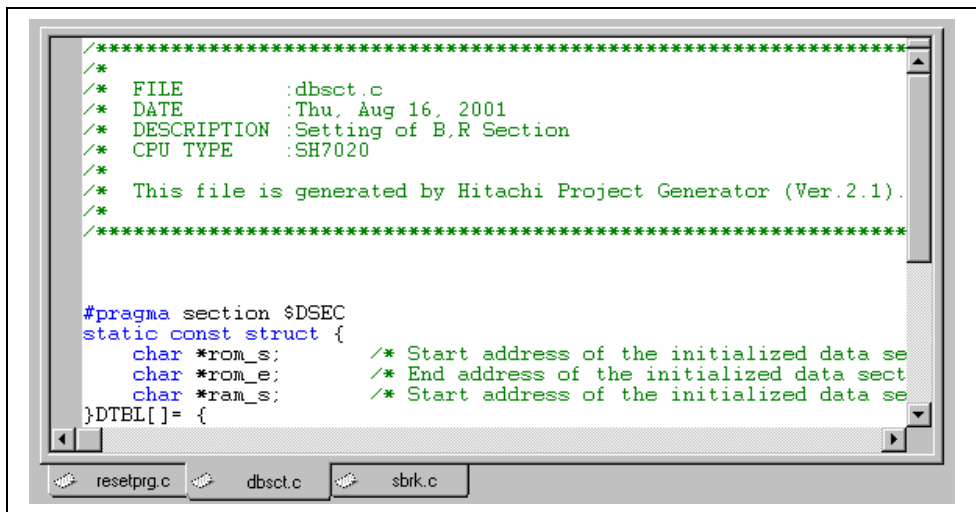 /******************************************************************
/*
/*  FILE        :dbsct.c
/*  DATE        :Thu, Aug 16, 2001
/*  DESCRIPTION :Setting of B,R Section
/*  CPU TYPE    :SH7020
/*
/*  This file is generated by Hitachi Project Generator (Ver.2.1).
/*
/******************************************************************
#pragma section $DSEC
static const struct {
    char *rom_s;       /* Start address of the initialized data se
    char *rom_e;       /* End address of the initialized data sect
    char *ram_s;       /* Start address of the initialized data se
}DTBL[]= {
resetprg.c dbsct.c sbrk.c